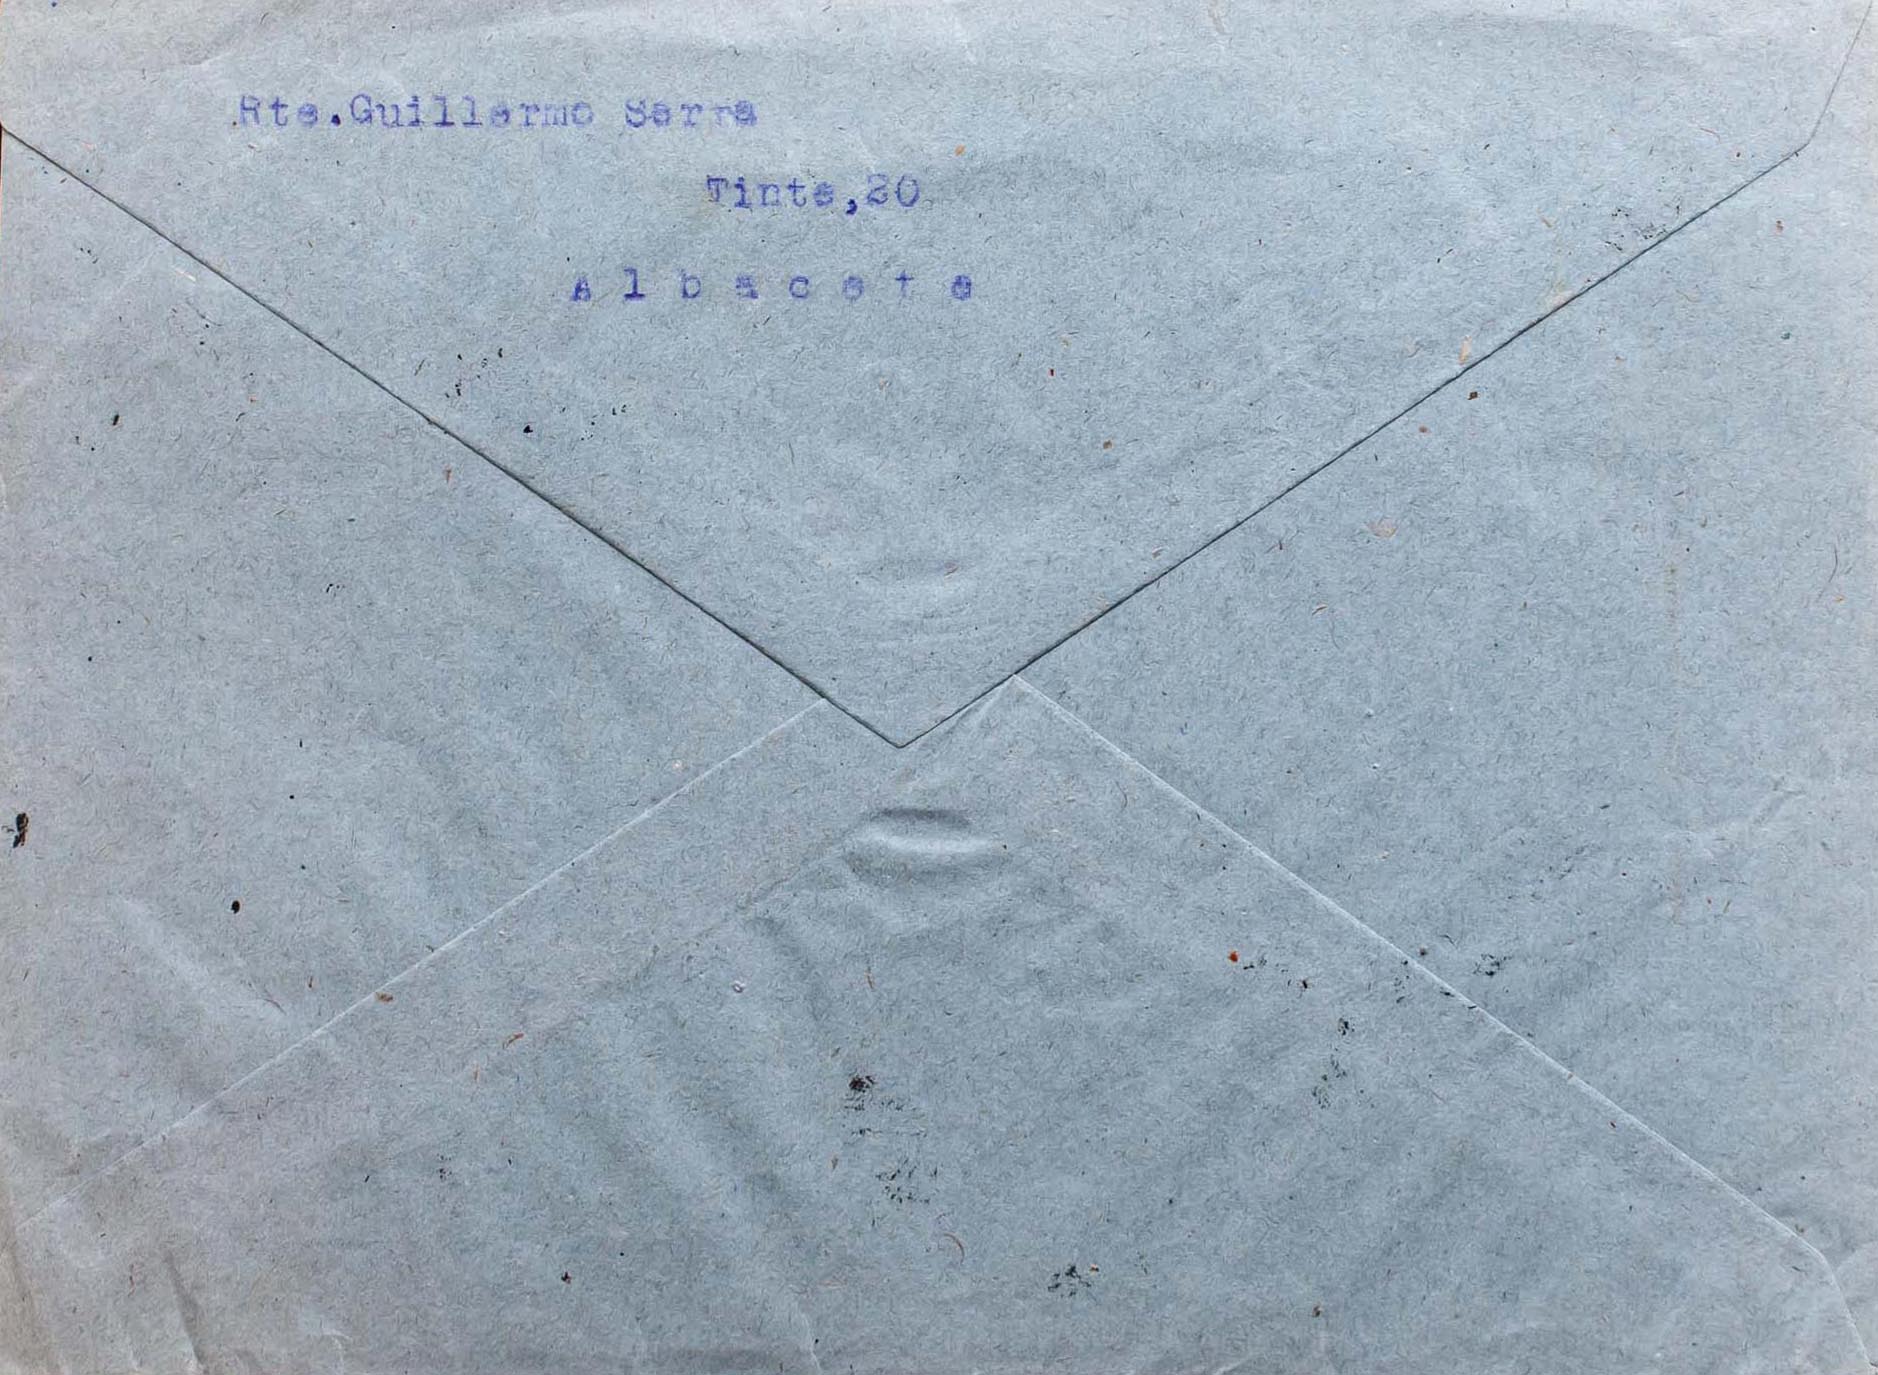 Rte.Guillermo Serra
Tinte,20
A l b a c e t e